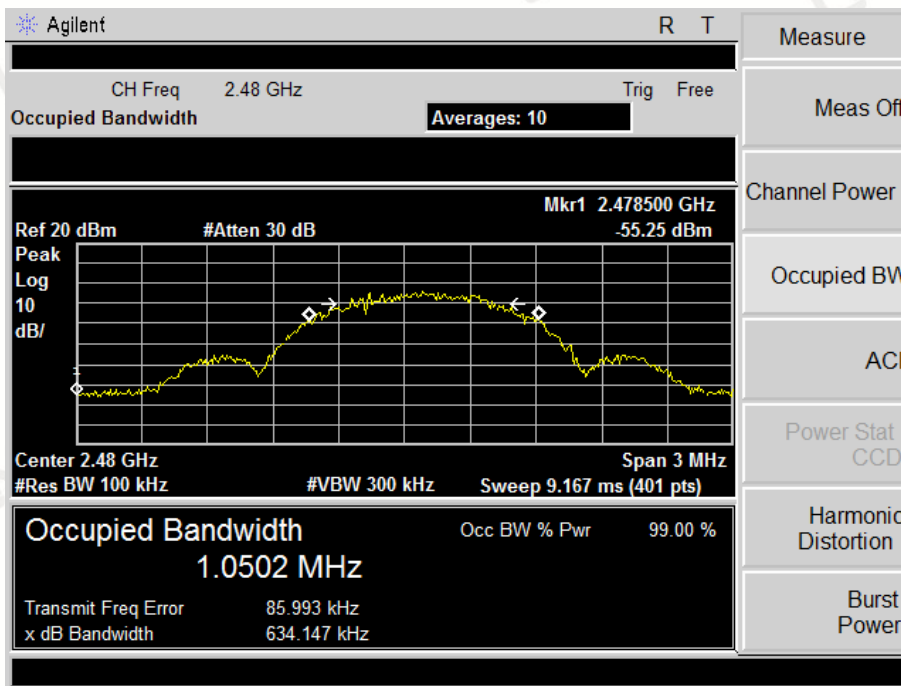 Agilent R T
Measure
CH Freq 2.48 GHz Trig Free
Occupied Bandwidth Averages: 10
Meas Off
Channel Power
Mkr1 2.478500 GHz
Ref 20 dBm #Atten 30 dB -55.25 dBm
Peak
Log
10
dB/
1
Occupied BW
Center 2.48 GHz Span 3 MHz
#Res BW 100 kHz #VBW 300 kHz Sweep 9.167 ms (401 pts)
Power Stat
CCD
Occupied Bandwidth Occ BW % Pwr 99.00 %
1.0502 MHz
Transmit Freq Error 85.993 kHz
x dB Bandwidth 634.147 kHz
Harmonic
Distortion
Burst
Power